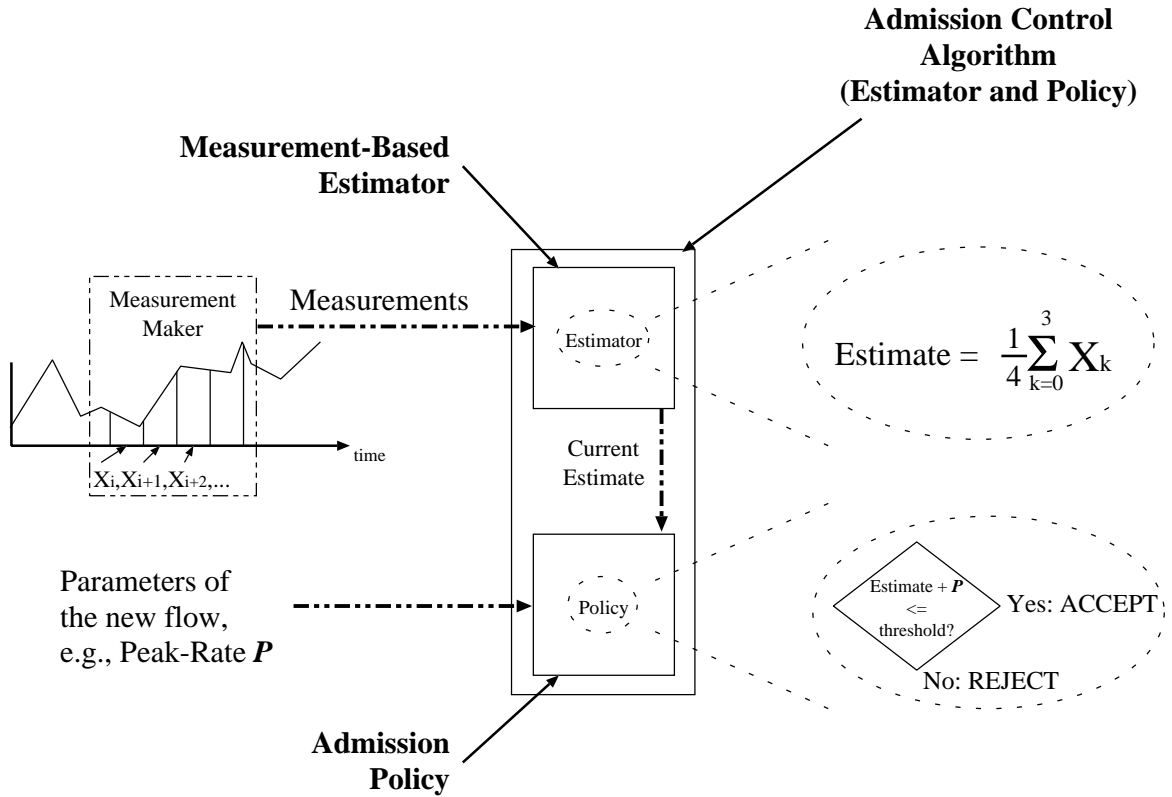 Admission Control
Algorithm
(Estimator and Policy)
Measurement-Based
Estimator
Measurement
Maker
Measurements
Estimator
Estimate = 1/4 3 Σ k=0 Xk
time
Xi,Xi+1,Xi+2,...
Current
Estimate
Parameters of
the new flow,
e.g., Peak-Rate P
Policy
Estimate + P
<=
threshold?
Yes: ACCEPT
No: REJECT
Admission
Policy